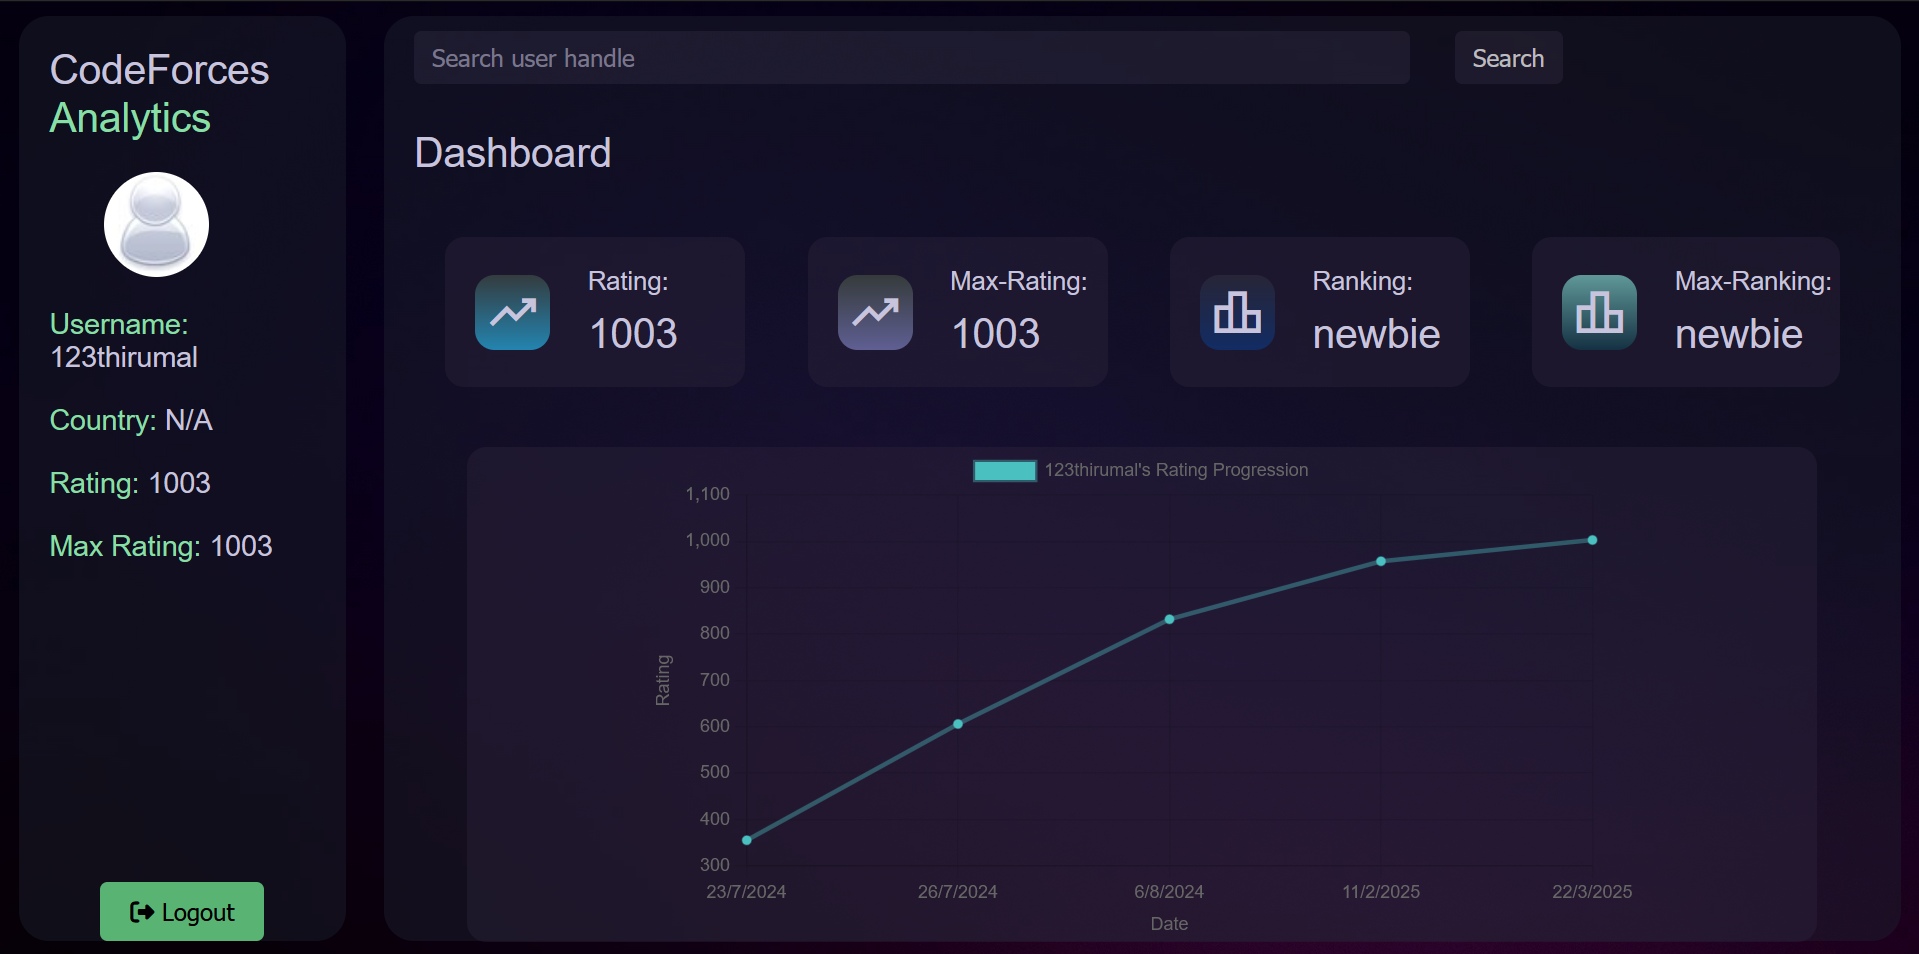 CodeForces
Analytics
Username:
123thirumal
Country: N/A
Rating: 1003
Max Rating: 1003
Logout
Search user handle
Search
Dashboard
Rating:
1003
Max-Rating:
1003
Ranking:
newbie
Max-Ranking:
newbie
123thirumal's Rating Progression
1,100
1,000
900
800
700
600
500
400
300
Rating
23/7/2024
26/7/2024
6/8/2024
11/2/2025
22/3/2025
Date